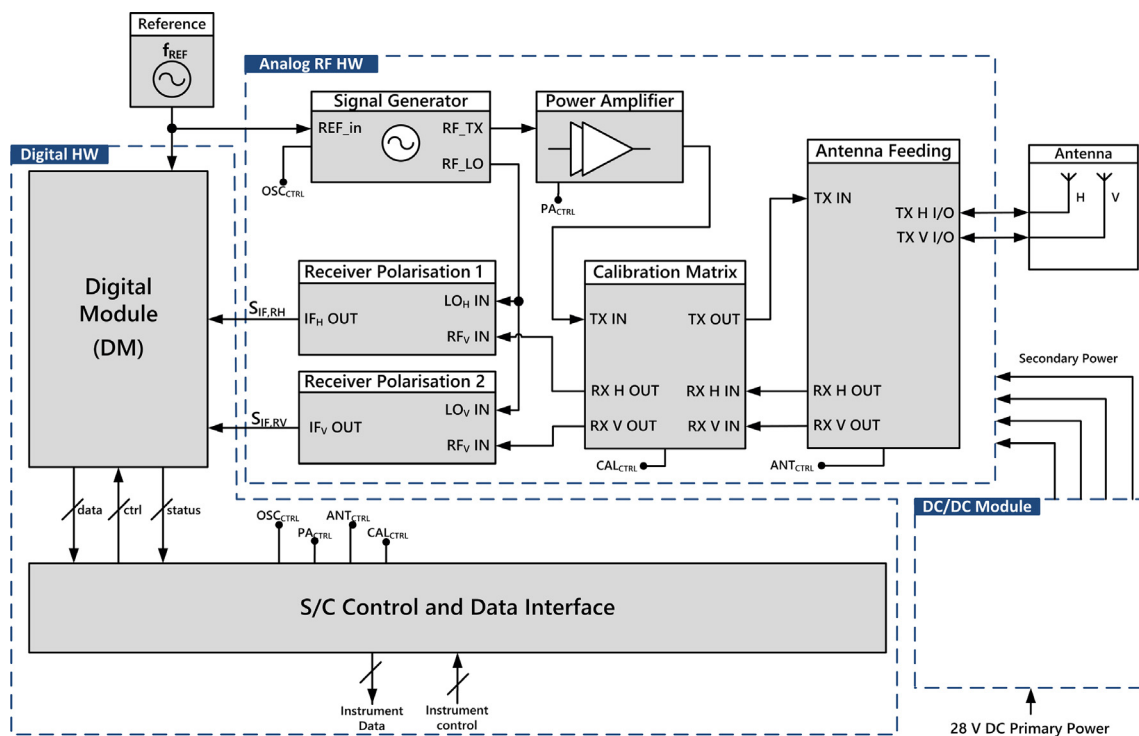 Reference
fREF
Analog RF HW
Signal Generator
REF_in
RF_TX
RF_LO
OSCCTRL
Power Amplifier
PACTRL
Antenna Feeding
TX IN
TX H I/O
TX V I/O
RX H OUT
RX V OUT
ANTCTRL
Antenna
H
V
Digital HW
Digital
Module
(DM)
SIF,RH
SIF,RV
Receiver Polarisation 1
LOH IN
IFH OUT
RFV IN
Receiver Polarisation 2
LOV IN
IFV OUT
RFV IN
Calibration Matrix
TX IN
TX OUT
RX H OUT
RX H IN
RX V OUT
RX V IN
CALCTRL
Secondary Power
data
ctrl
status
OSCCTRL
PACTRL
ANTCTRL
CALCTRL
S/C Control and Data Interface
Instrument
Data
Instrument
control
DC/DC Module
28 V DC Primary Power